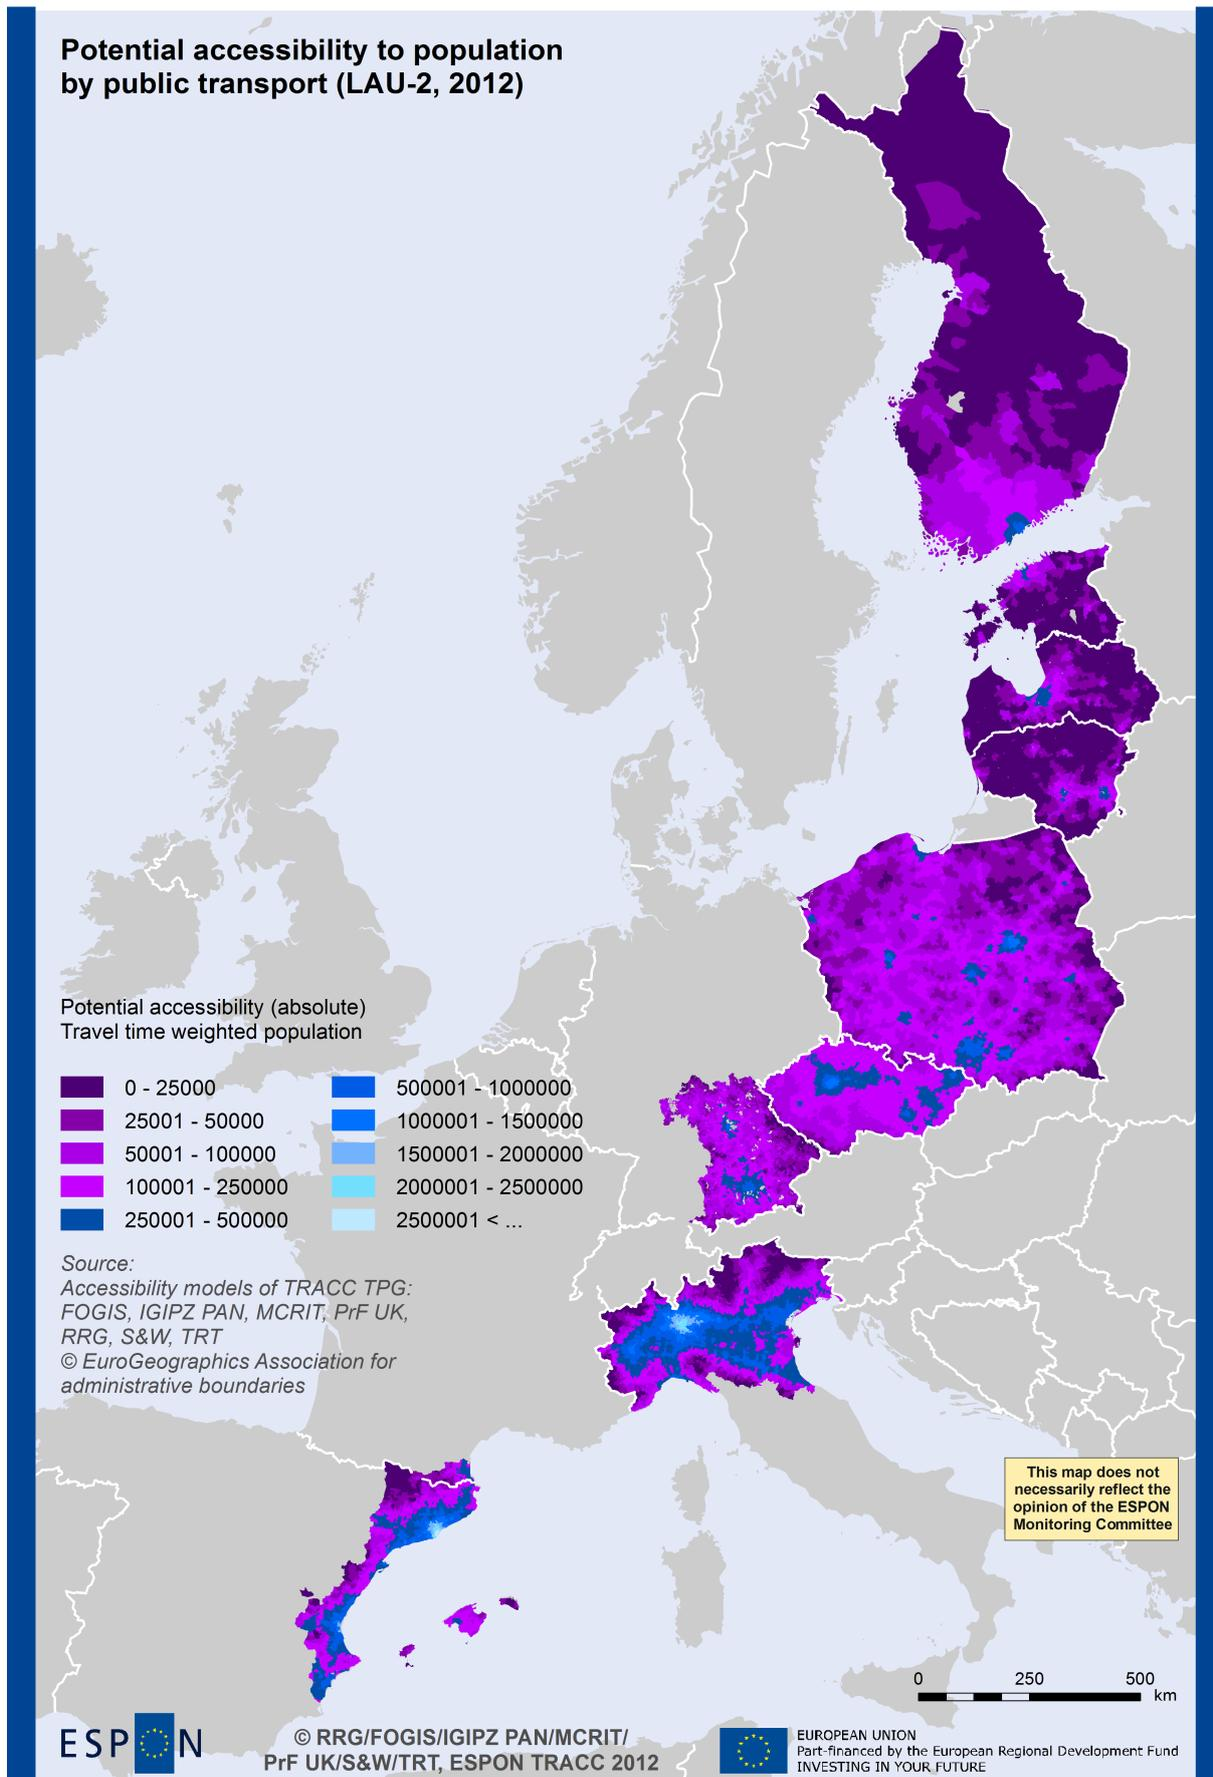 Potential accessibility to population
by public transport (LAU-2, 2012)
Potential accessibility (absolute)
Travel time weighted population
0 - 25000
25001 - 50000
50001 - 100000
100001 - 250000
250001 - 500000
500001 - 1000000
1000001 - 1500000
1500001 - 2000000
2000001 - 2500000
2500001 < ...
Source:
Accessibility models of TRACC TPG:
FOGIS, IGIPZ PAN, MCRIT, PrF UK,
RRG, S&W, TRT
© EuroGeographics Association for
administrative boundaries
This map does not
necessarily reflect the
opinion of the ESPON
Monitoring Committee
0 250 500
km
ESPON
© RRG/FOGIS/IGIPZ PAN/MCRIT/
PrF UK/S&W/TRT, ESPON TRACC 2012
EUROPEAN UNION
Part-financed by the European Regional Development Fund
INVESTING IN YOUR FUTURE